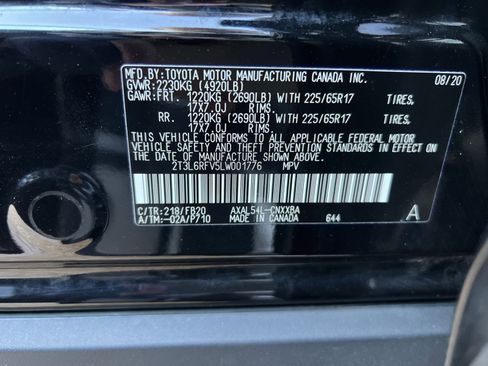 MFD.BY:TOYOTA MOTOR MANUFACTURING CANADA INC. 08/20
GVWR:2230KG (4920LB)
GAWR:FRT. 1220KG (2690LB) WITH 225/65R17 TIRES,
17X7.0J RIMS.
RR. 1220KG (2690LB) WITH 225/65R17 TIRES,
17X7.0J RIMS.
THIS VEHICLE CONFORMS TO ALL APPLICABLE FEDERAL MOTOR
VEHICLE SAFETY AND THEFT PREVENTION STANDARDS IN
EFFECT ON THE DATE OF MANUFACTURE SHOWN ABOVE.
2T3L6RFV5LW001776 MPV
C/TR:218/FB20 AXAL54L-CNXXBA
A/TM:-02A/P710 MADE IN CANADA 644 A